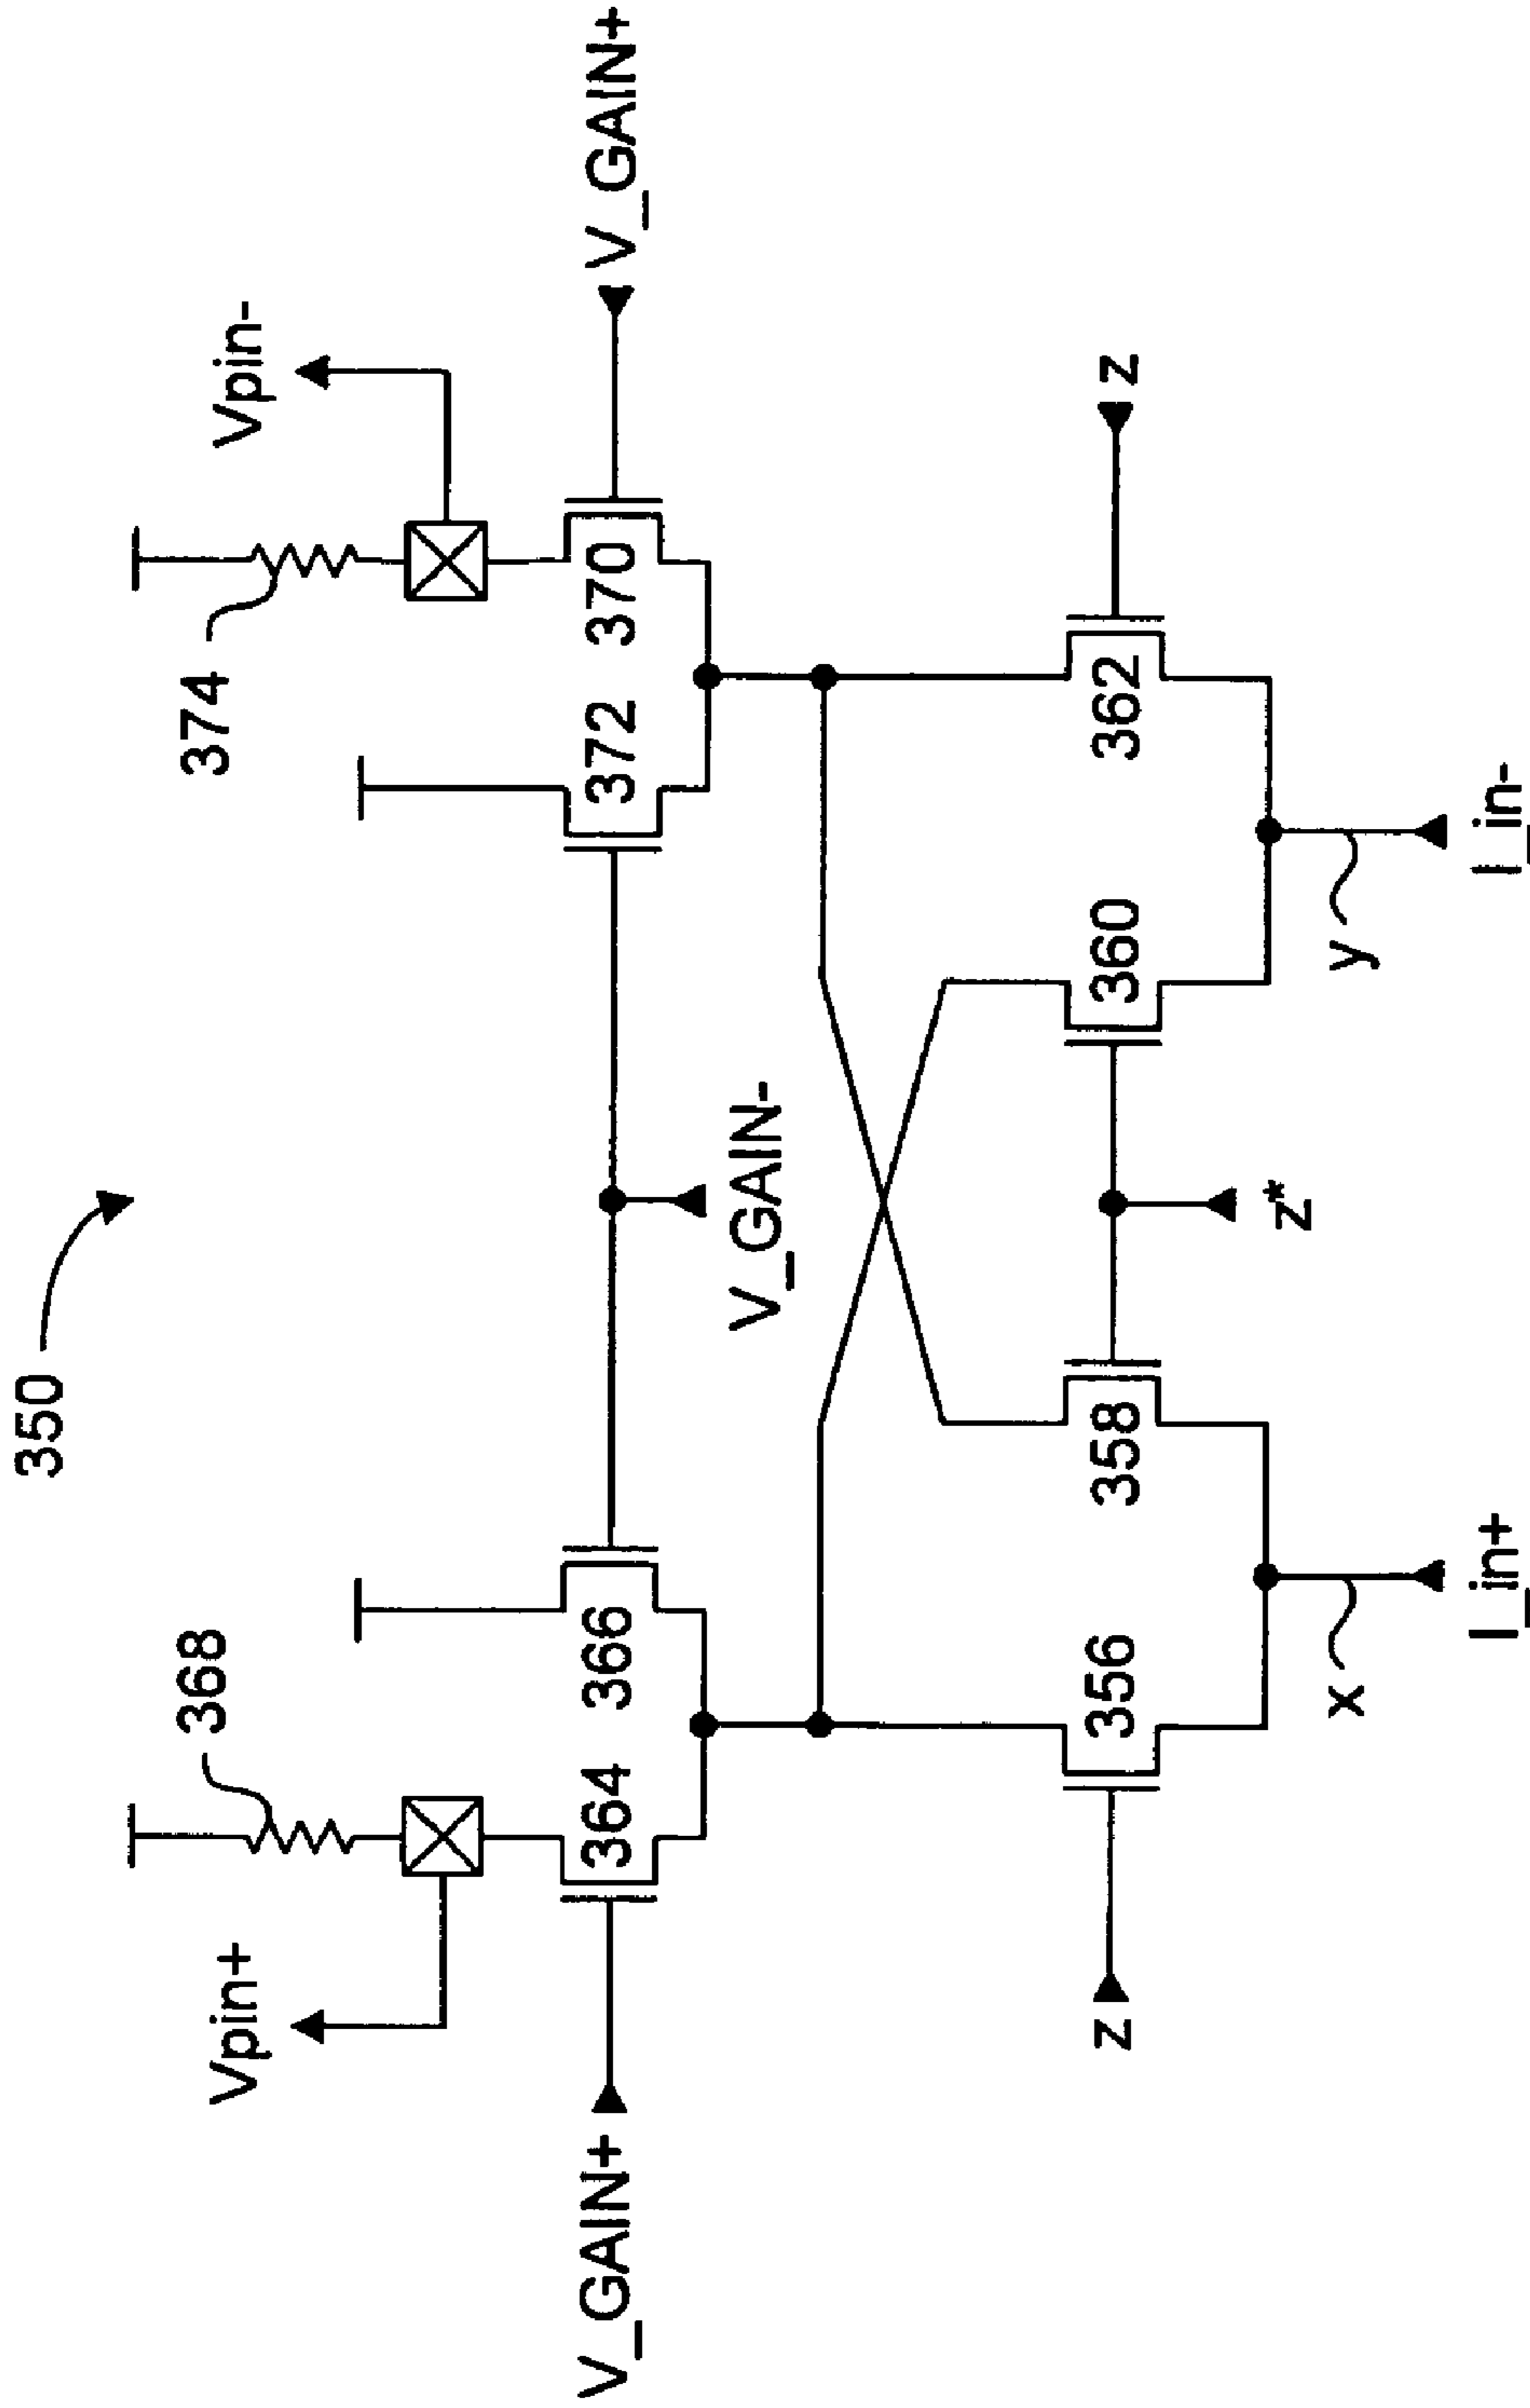 350
368
374
Vpin+
Vpin-
V_GAIN+
364
366
372
370
V_GAIN+
V_GAIN-
z
356
358
360
362
z
z*
x
y
I_in+
I_in-